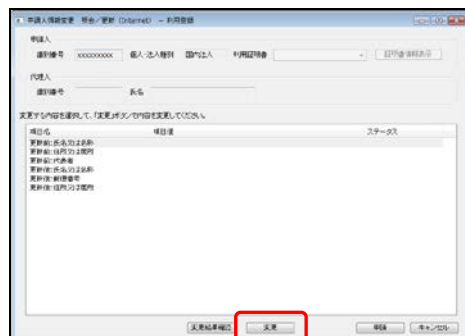 申請人情報変更 照会／更新 (Internet) － 利用登録
申請人
識別番号 xxxxxxxxx 個人・法人種別 国内法人 利用証明書 証明書情報表示
代理人
識別番号 氏名
変更する内容を選択して、「変更」ボタンで内容を変更してください。
項目名 項目値 ステータス
更新前：氏名又は名称
更新前：住所又は居所
更新前：代表者
更新後：氏名又は名称
更新後：郵便番号
更新後：住所又は居所
変更結果確認 変更 申請 キャンセル